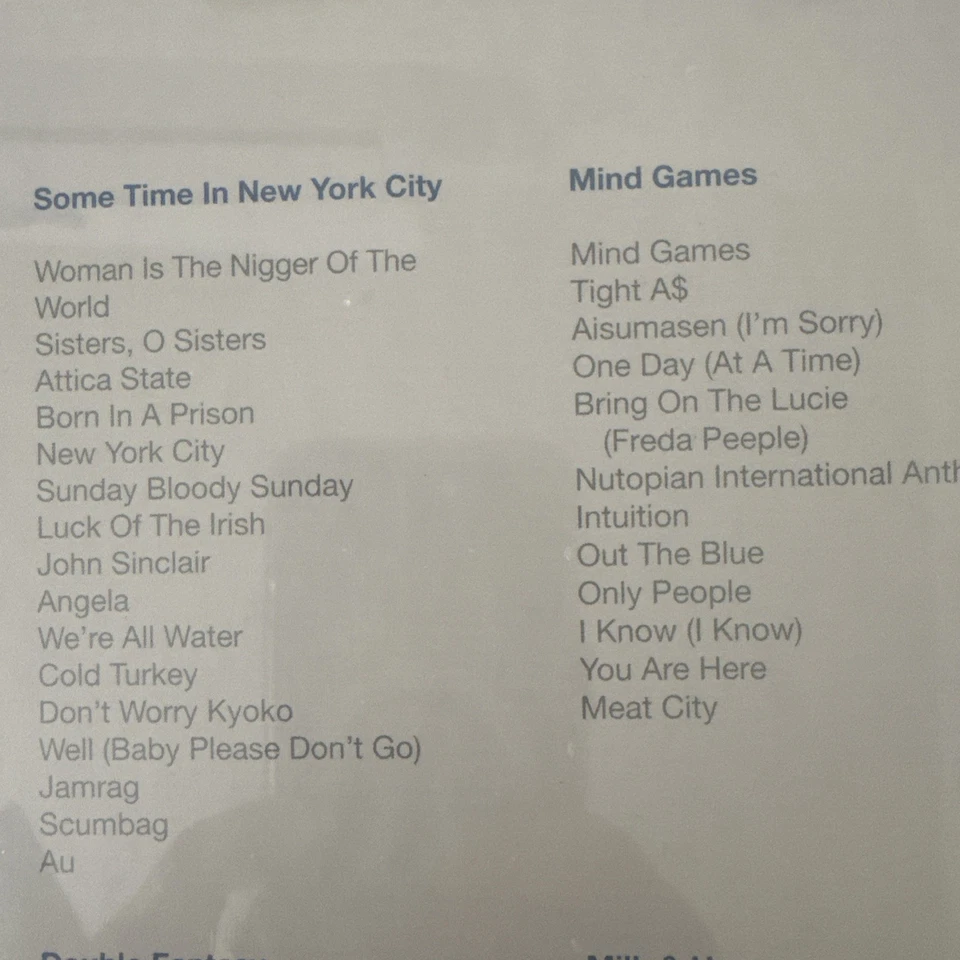 Some Time In New York City
Woman Is The Nigger Of The
World
Sisters, O Sisters
Attica State
Born In A Prison
New York City
Sunday Bloody Sunday
Luck Of The Irish
John Sinclair
Angela
We're All Water
Cold Turkey
Don't Worry Kyoko
Well (Baby Please Don't Go)
Jamrag
Scumbag
Au
Mind Games
Mind Games
Tight A$
Aisumasen (I'm Sorry)
One Day (At A Time)
Bring On The Lucie
(Freda Peeple)
Nutopian International
Intuition
Out The Blue
Only People
I Know (I Know)
You Are Here
Meat City